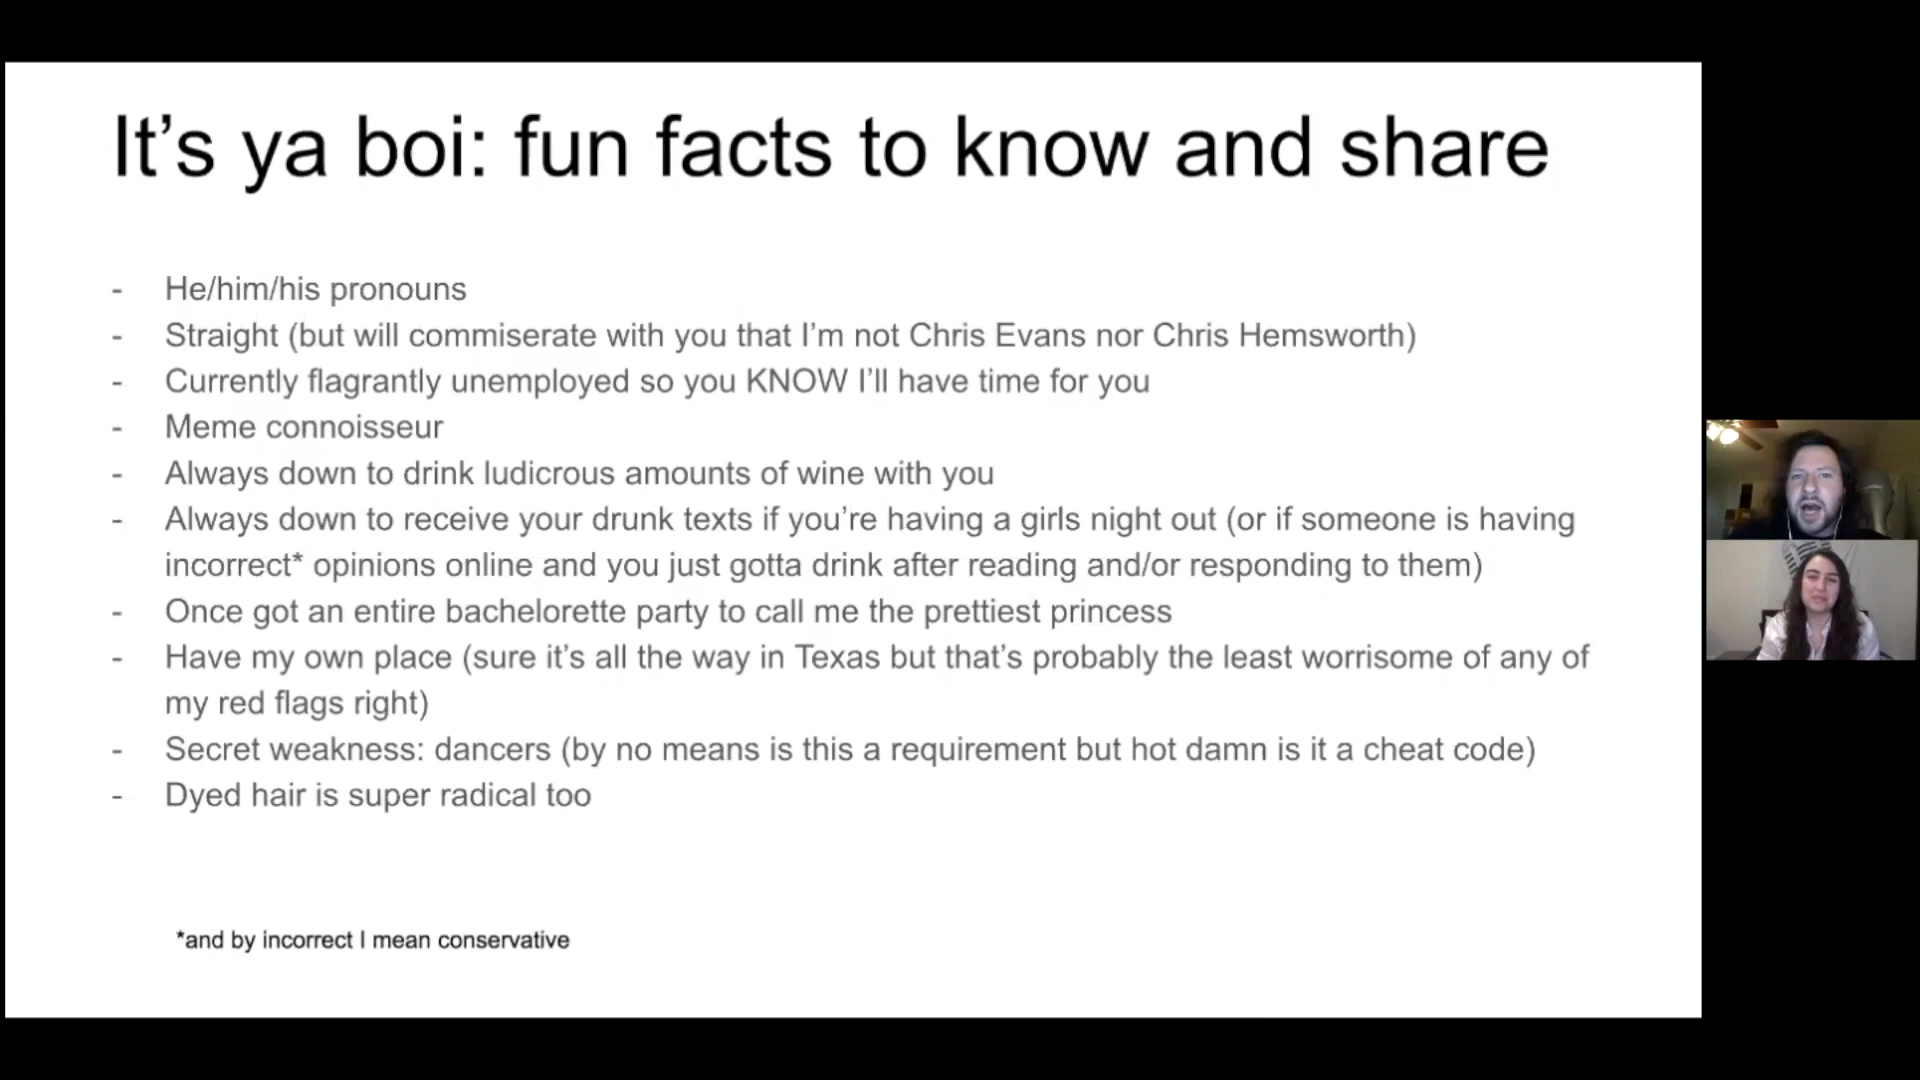 It’s ya boi: fun facts to know and share
- He/him/his pronouns
- Straight (but will commiserate with you that I’m not Chris Evans nor Chris Hemsworth)
- Currently flagrantly unemployed so you KNOW I’ll have time for you
- Meme connoisseur
- Always down to drink ludicrous amounts of wine with you
- Always down to receive your drunk texts if you’re having a girls night out (or if someone is having
incorrect* opinions online and you just gotta drink after reading and/or responding to them)
- Once got an entire bachelorette party to call me the prettiest princess
- Have my own place (sure it’s all the way in Texas but that’s probably the least worrisome of any of
my red flags right)
- Secret weakness: dancers (by no means is this a requirement but hot damn is it a cheat code)
- Dyed hair is super radical too
*and by incorrect I mean conservative